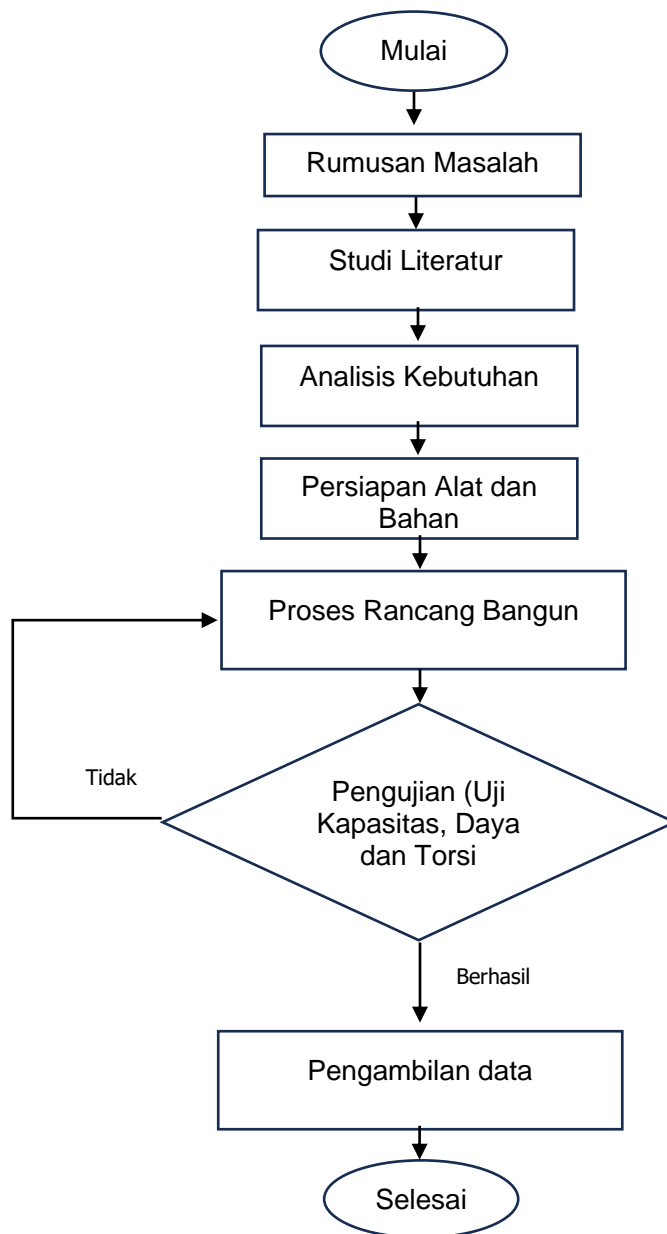 Mulai
Rumusan Masalah
Studi Literatur
Analisis Kebutuhan
Persiapan Alat dan
Bahan
Proses Rancang Bangun
Tidak
Pengujian (Uji
Kapasitas, Daya
dan Torsi
Berhasil
Pengambilan data
Selesai